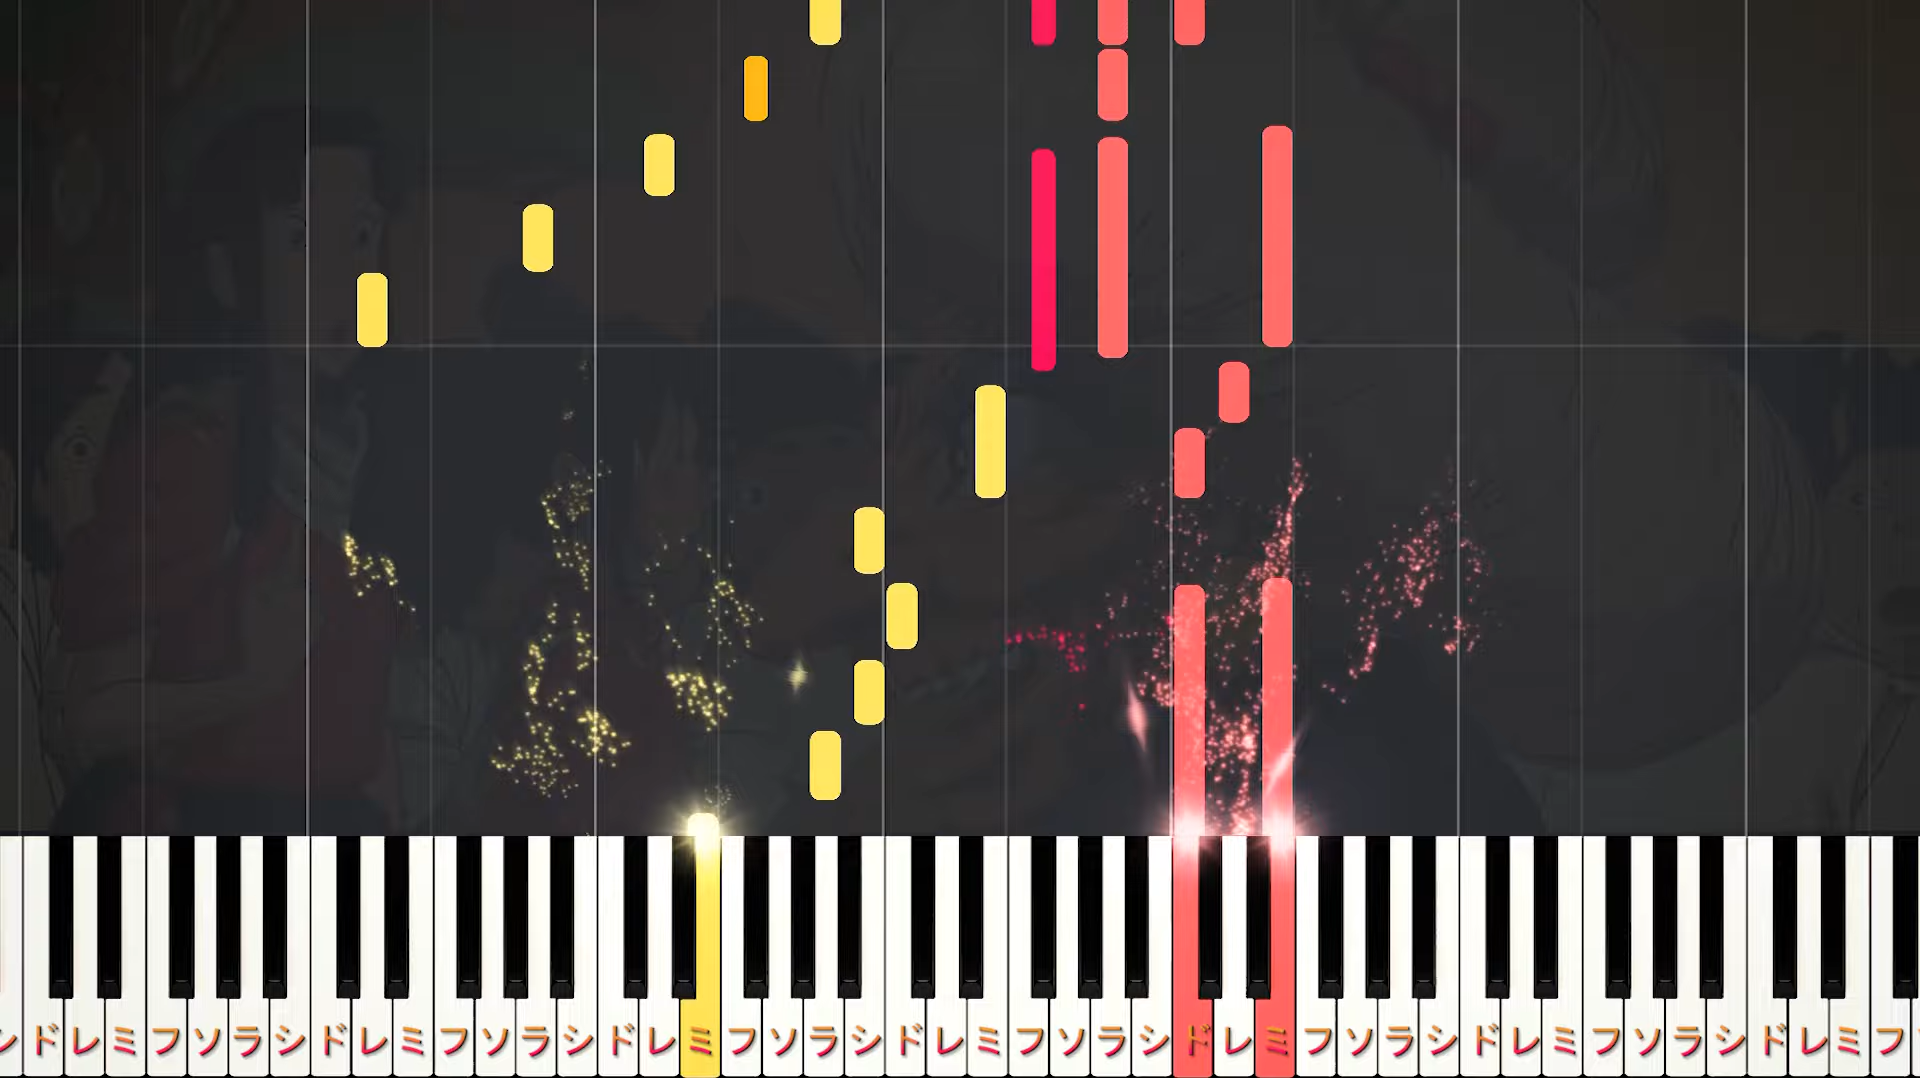 シ ド レ ミ フ ソ ラ シ ド レ ミ フ ソ ラ シ ド レ ミ フ ソ ラ シ ド レ ミ フ ソ ラ シ ド レ ミ フ ソ ラ シ ド レ ミ フ ソ ラ シ ド レ ミ フ